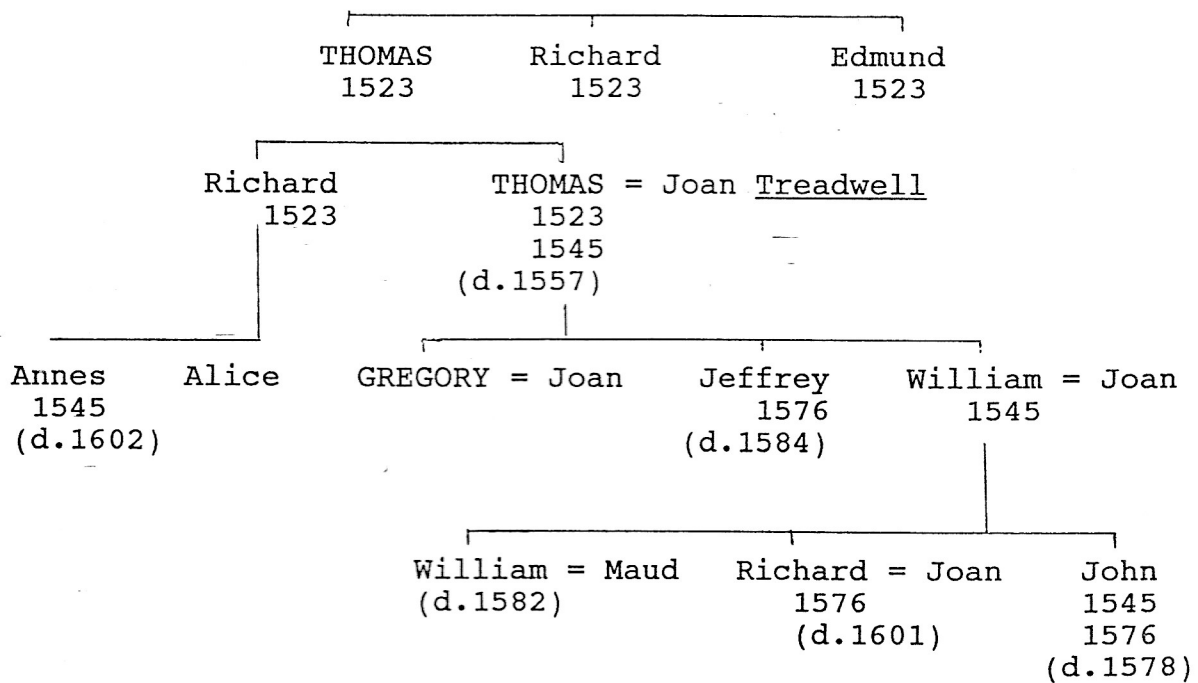 THOMAS Richard Edmund
1523 1523 1523
Richard THOMAS = Joan Treadwell
1523 1523
1545
(d.1557)
Annes Alice GREGORY = Joan Jeffrey William = Joan
1545 1576 1545
(d.1602) (d.1584)
William = Maud Richard = Joan John
(d.1582) 1576 1545
(d.1601) 1576
(d.1578)